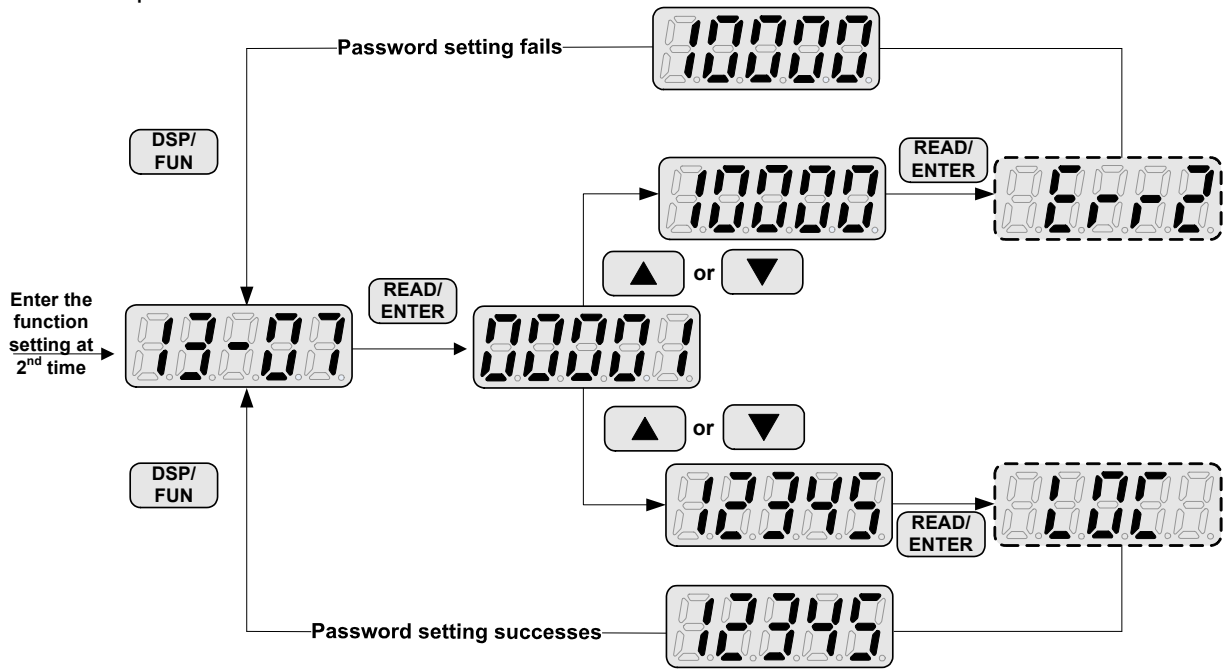 10000
Password setting fails
DSP/
FUN
READ/
ENTER
10000
Err2
▲ or ▼
Enter the
function
setting at
2nd time
13-07
READ/
ENTER
00001
▲ or ▼
DSP/
FUN
12345
READ/
ENTER
LOC
12345
Password setting successes